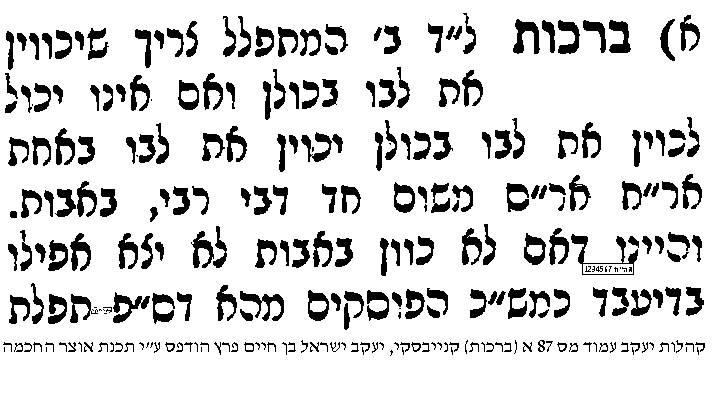 א) ברכות ל״ד ב׳ המתפלל צריך שיכווין
את לבו בכולן ואם אינו יכול
לכוין את לבו בכולן יכוין את לבו באחת
אר״ח אר״ס משום חד דבי רבי, באבות.
והיינו דאם לא כוון באבות לא יצא אפילו
בדיעבד כמש״כ הפוסקים מהא דס״פ תפלת
קהלות יעקב עמוד מס 87 א (ברכות) קנייבסקי, יעקב ישראל בן חיים פרץ הודפס ע״י תכנת אוצר החכמה